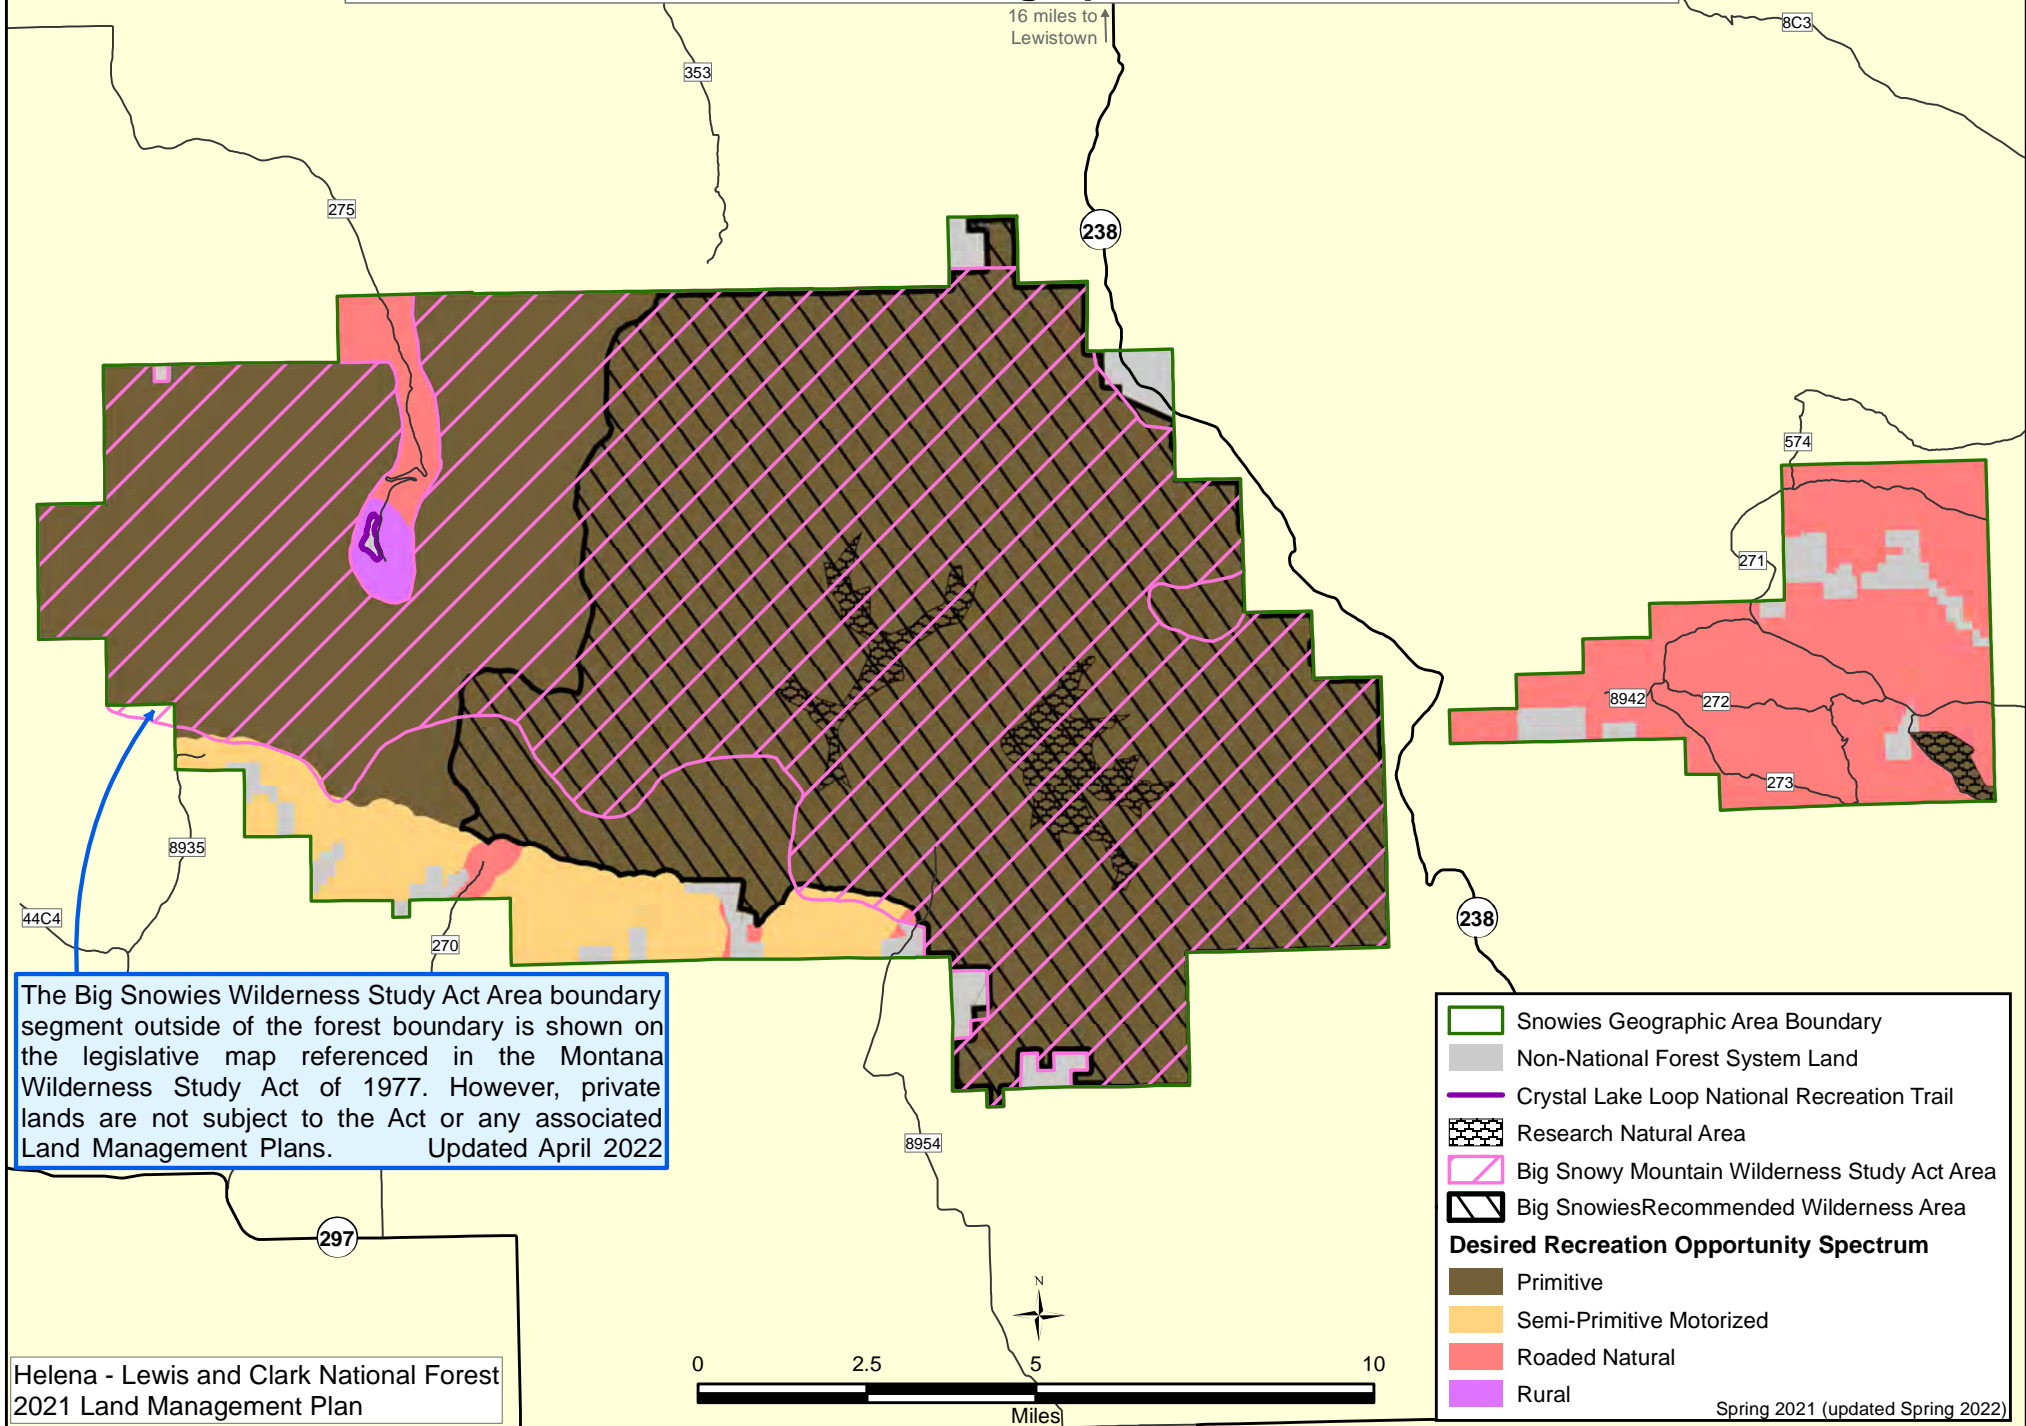 16 miles to
Lewistown
8C3
353
275
238
574
271
8942
272
273
8935
44C4
270
238
The Big Snowies Wilderness Study Act Area boundary
segment outside of the forest boundary is shown on
the legislative map referenced in the Montana
Wilderness Study Act of 1977. However, private
lands are not subject to the Act or any associated
Land Management Plans. Updated April 2022
8954
297
Snowies Geographic Area Boundary
Non-National Forest System Land
Crystal Lake Loop National Recreation Trail
Research Natural Area
Big Snowy Mountain Wilderness Study Act Area
Big SnowiesRecommended Wilderness Area
Desired Recreation Opportunity Spectrum
Primitive
Semi-Primitive Motorized
Roaded Natural
Rural
Spring 2021 (updated Spring 2022)
N
0 2.5 5 10
Miles
Helena - Lewis and Clark National Forest
2021 Land Management Plan